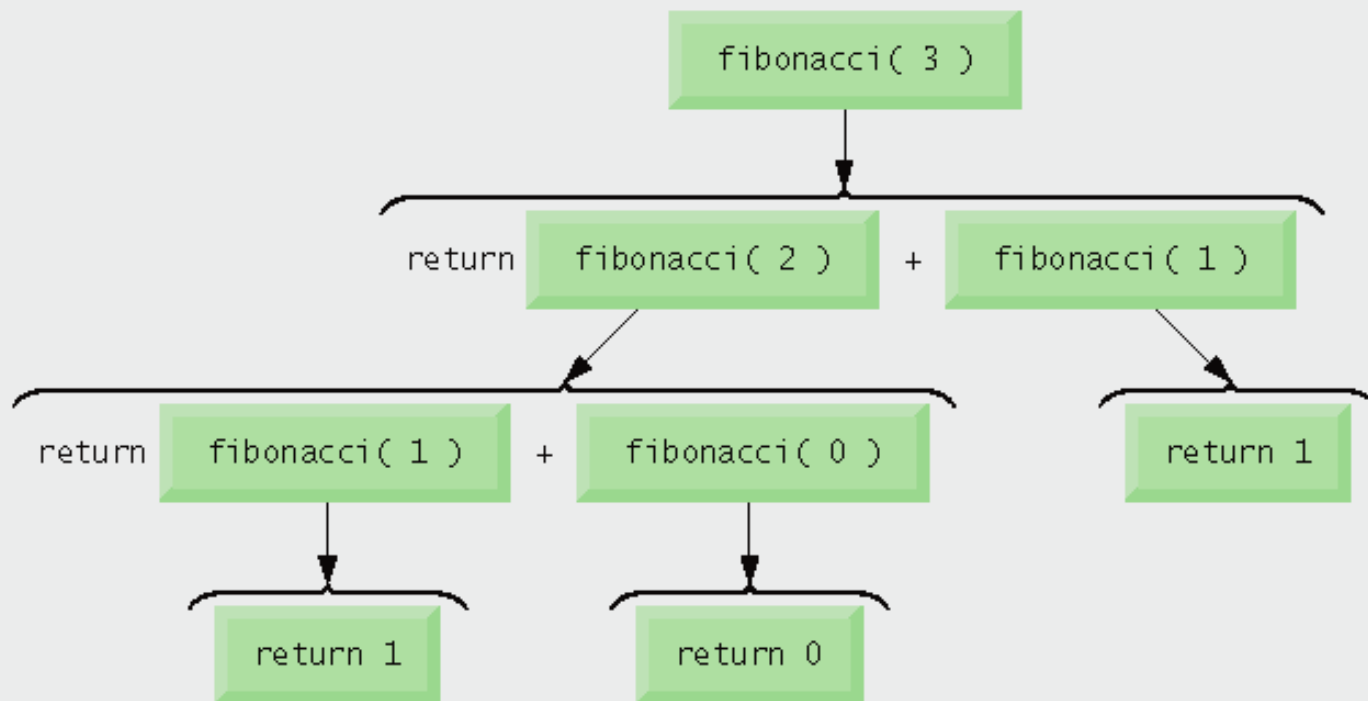 fibonacci( 3 )
return fibonacci( 2 ) + fibonacci( 1 )
return fibonacci( 1 ) + fibonacci( 0 ) return 1
return 1 return 0